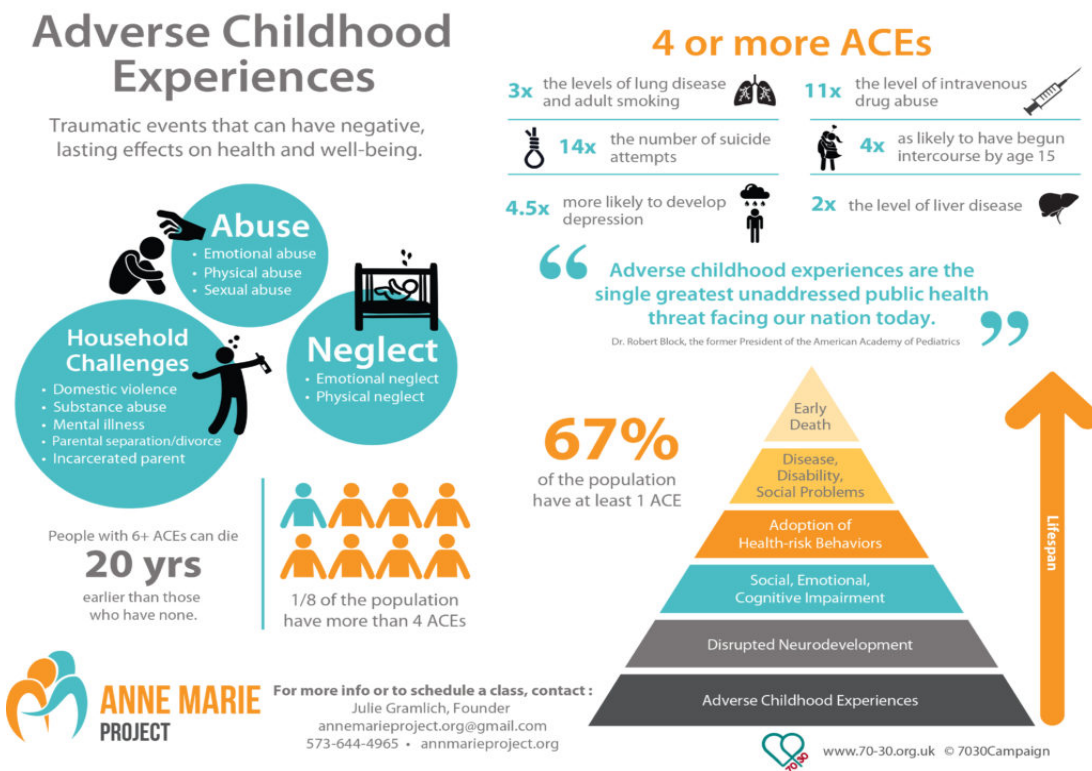 Adverse Childhood
Experiences
Traumatic events that can have negative,
lasting effects on health and well-being.
Abuse
• Emotional abuse
• Physical abuse
• Sexual abuse
Household
Challenges
• Domestic violence
• Substance abuse
• Mental illness
• Parental separation/divorce
• Incarcerated parent
Neglect
• Emotional neglect
• Physical neglect
People with 6+ ACEs can die
20 yrs
earlier than those
who have none.
1/8 of the population
have more than 4 ACEs
4 or more ACEs
3x the levels of lung disease
and adult smoking
11x the level of intravenous
drug abuse
14x the number of suicide
attempts
4x as likely to have begun
intercourse by age 15
4.5x more likely to develop
depression
2x the level of liver disease
“ Adverse childhood experiences are the
single greatest unaddressed public health
threat facing our nation today. ”
Dr. Robert Block, the former President of the American Academy of Pediatrics
67%
of the population
have at least 1 ACE
Early
Death
Disease,
Disability,
Social Problems
Adoption of
Health-risk Behaviors
Social, Emotional,
Cognitive Impairment
Disrupted Neurodevelopment
Adverse Childhood Experiences
Lifespan
ANNE MARIE
PROJECT
For more info or to schedule a class, contact :
Julie Gramlich, Founder
annemarieproject.org@gmail.com
573-644-4965 • annmarieproject.org
70/30
www.70-30.org.uk © 7030Campaign